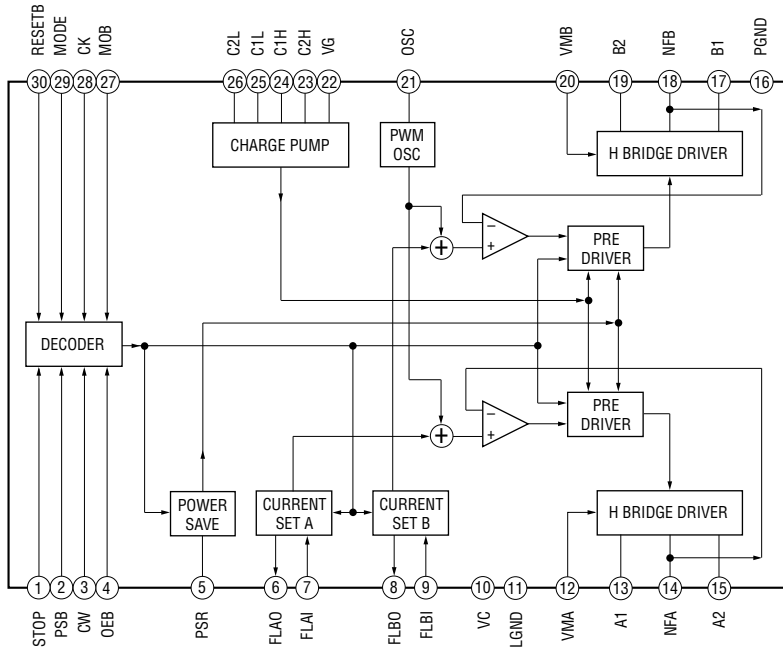 RESETB
MODE
CK
MOB
C2L
C1L
C1H
C2H
VG
OSC
VMB
B2
NFB
B1
PGND
30
29
28
27
26
25
24
23
22
21
20
19
18
17
16
CHARGE PUMP
PWM
OSC
H BRIDGE DRIVER
−
+
+
PRE
DRIVER
DECODER
−
+
+
PRE
DRIVER
POWER
SAVE
CURRENT
SET A
CURRENT
SET B
H BRIDGE DRIVER
1
2
3
4
5
6
7
8
9
10
11
12
13
14
15
STOP
PSB
CW
OEB
PSR
FLAO
FLAI
FLBO
FLBI
VC
LGND
VMA
A1
NFA
A2